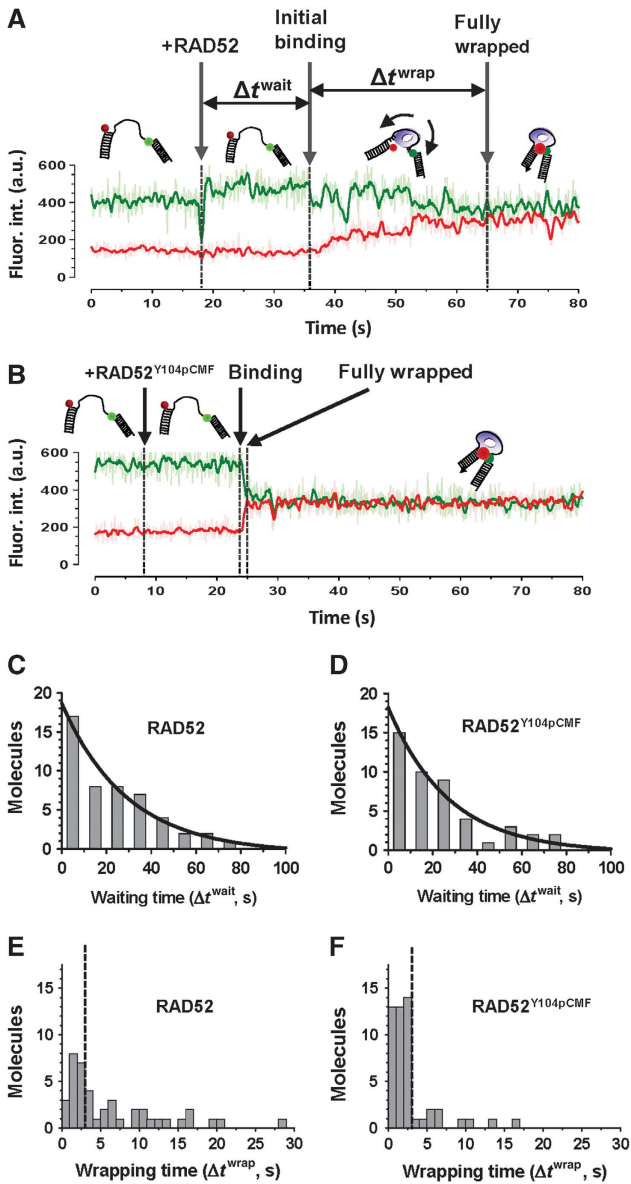 A
+RAD52
Initial
binding
Fully
wrapped
Δt^wait
Δt^wrap
Fluor. int. (a.u.)
600
400
200
0
0 10 20 30 40 50 60 70 80
Time (s)
B
+RAD52^Y104pCMF
Binding
Fully wrapped
Fluor. int. (a.u.)
600
400
200
0
0 10 20 30 40 50 60 70 80
Time (s)
C
RAD52
Molecules
20
15
10
5
0
0 20 40 60 80 100
Waiting time (Δt^wait, s)
D
RAD52^Y104pCMF
Molecules
20
15
10
5
0
0 20 40 60 80 100
Waiting time (Δt^wait, s)
E
RAD52
Molecules
15
10
5
0
0 5 10 15 20 25 30
Wrapping time (Δt^wrap, s)
F
RAD52^Y104pCMF
Molecules
15
10
5
0
0 5 10 15 20 25 30
Wrapping time (Δt^wrap, s)